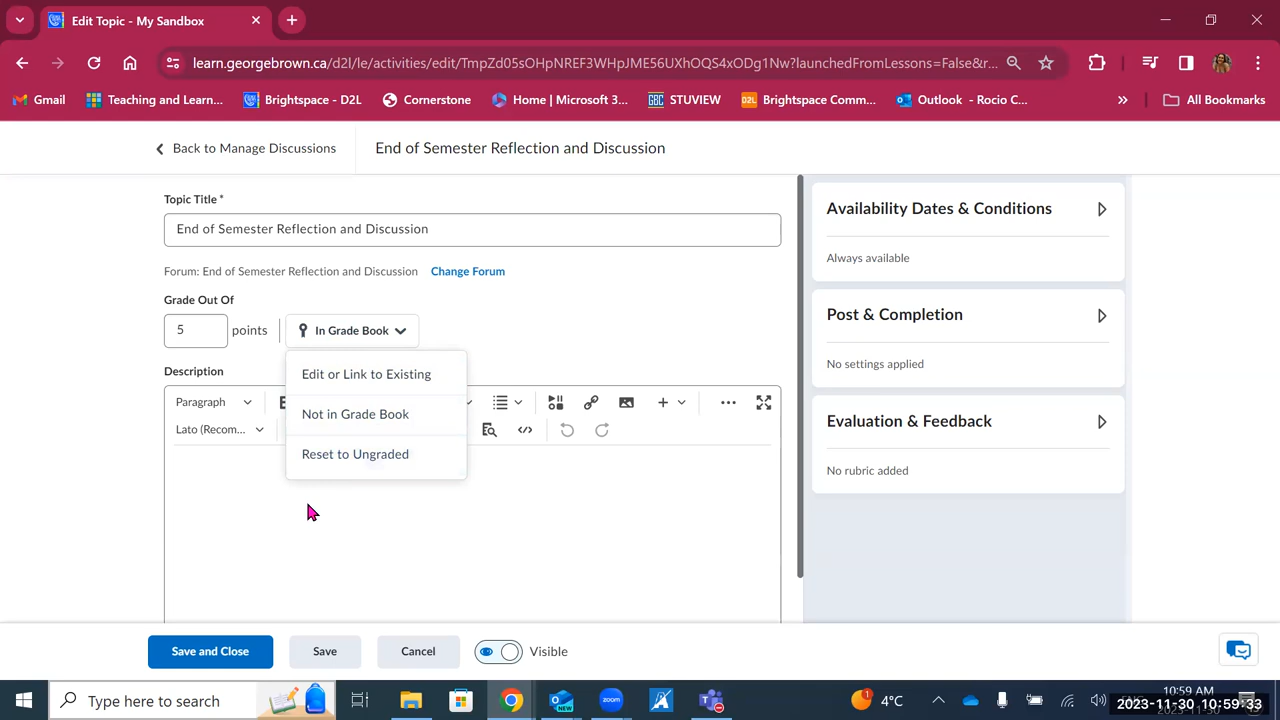 Edit Topic - My Sandbox
learn.georgebrown.ca/d2l/le/activities/edit/TmpZd05sOHpNREF3WHpJME56UXhOQS4xODg1Nw?launchedFromLessons=False&r...
Gmail
Teaching and Learn...
Brightspace - D2L
Cornerstone
Home | Microsoft 3...
GBC STUVIEW
D2L Brightspace Comm...
Outlook - Rocio C...
All Bookmarks
Back to Manage Discussions
End of Semester Reflection and Discussion
Topic Title *
End of Semester Reflection and Discussion
Forum: End of Semester Reflection and Discussion Change Forum
Grade Out Of
5 points In Grade Book
Edit or Link to Existing
Not in Grade Book
Reset to Ungraded
Description
Paragraph
Lato (Recom...
Availability Dates & Conditions
Always available
Post & Completion
No settings applied
Evaluation & Feedback
No rubric added
Save and Close
Save
Cancel
Visible
Type here to search
NEW
zoom
1
4°C
ENG
10:59 AM
2023-11-30 10:59:33